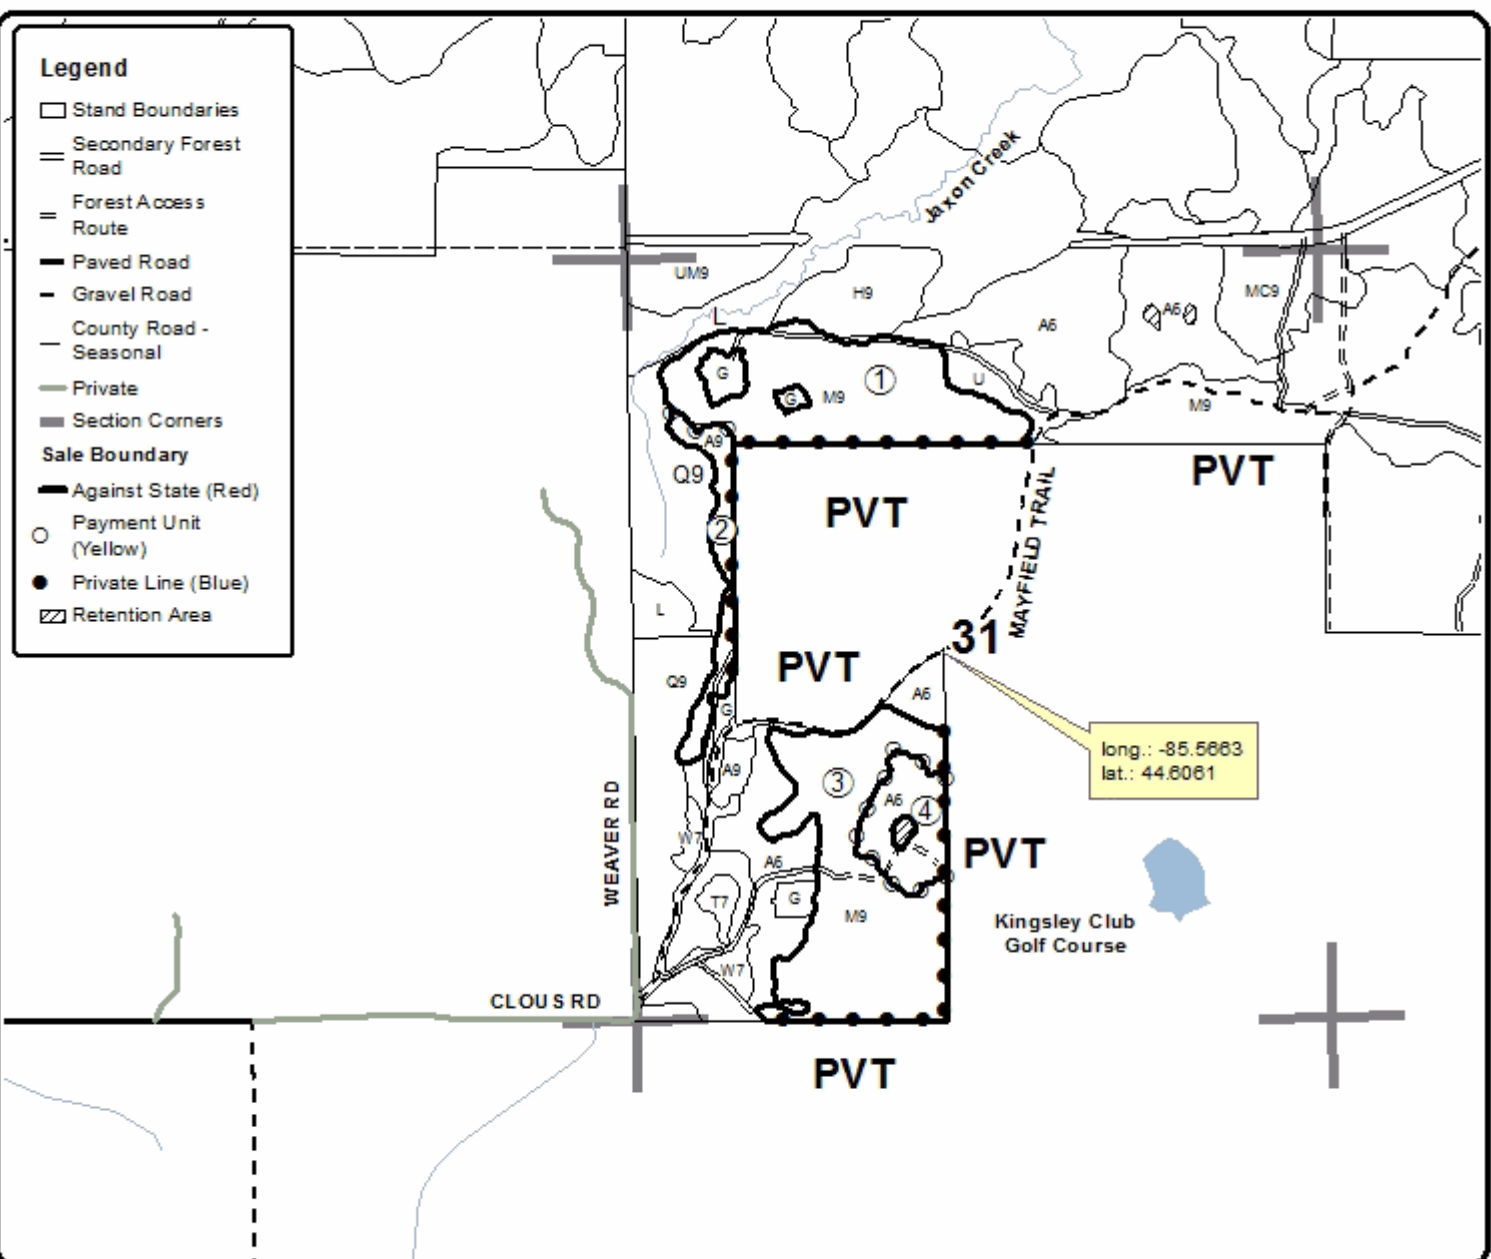 Legend
Stand Boundaries
Secondary Forest
Road
Forest Access
Route
Paved Road
Gravel Road
County Road -
Seasonal
Private
Section Corners
Sale Boundary
Against State (Red)
Payment Unit
(Yellow)
Private Line (Blue)
Retention Area
Jaxon Creek
UM9
H9
MC9
L
A6
A6
G
1
U
G
M9
M9
A9
Q9
PVT
PVT
2
MAYFIELD TRAIL
L
31
PVT
Q9
A6
G
long.: -85.5663
lat.: 44.6061
A9
3
A6
4
WEAVER RD
W7
PVT
A6
T7
G
M9
Kingsley Club
Golf Course
W7
CLOUS RD
PVT